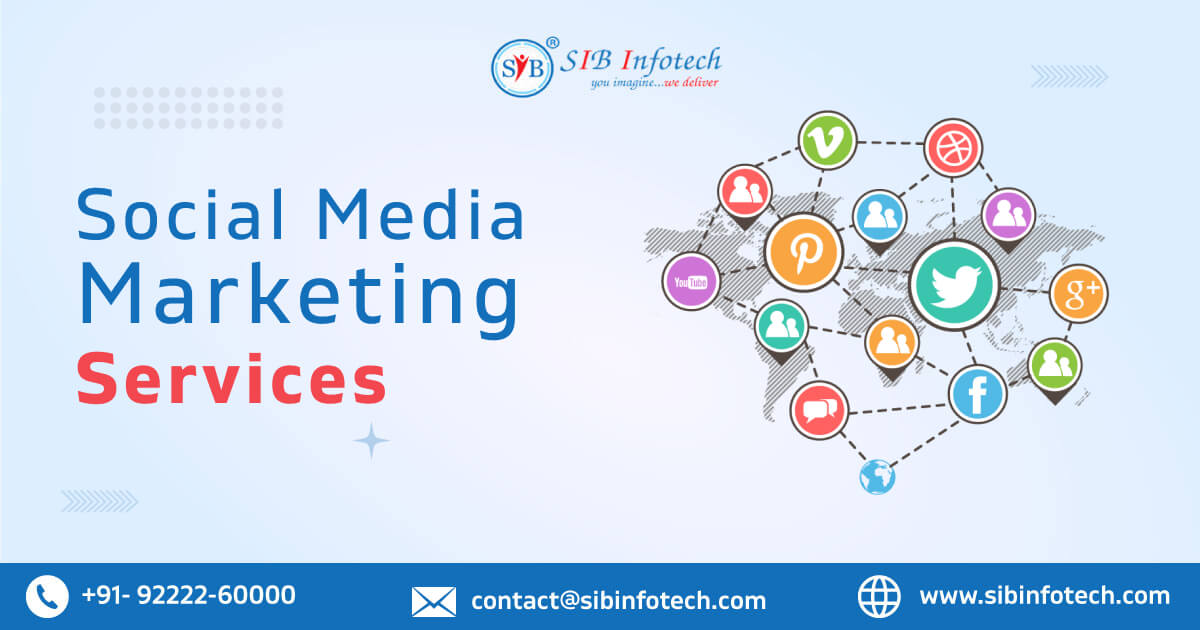 SIB
®
SIB Infotech
you imagine...we deliver
Social Media
Marketing
Services
YouTube
g+
+91- 92222-60000
contact@sibinfotech.com
www.sibinfotech.com